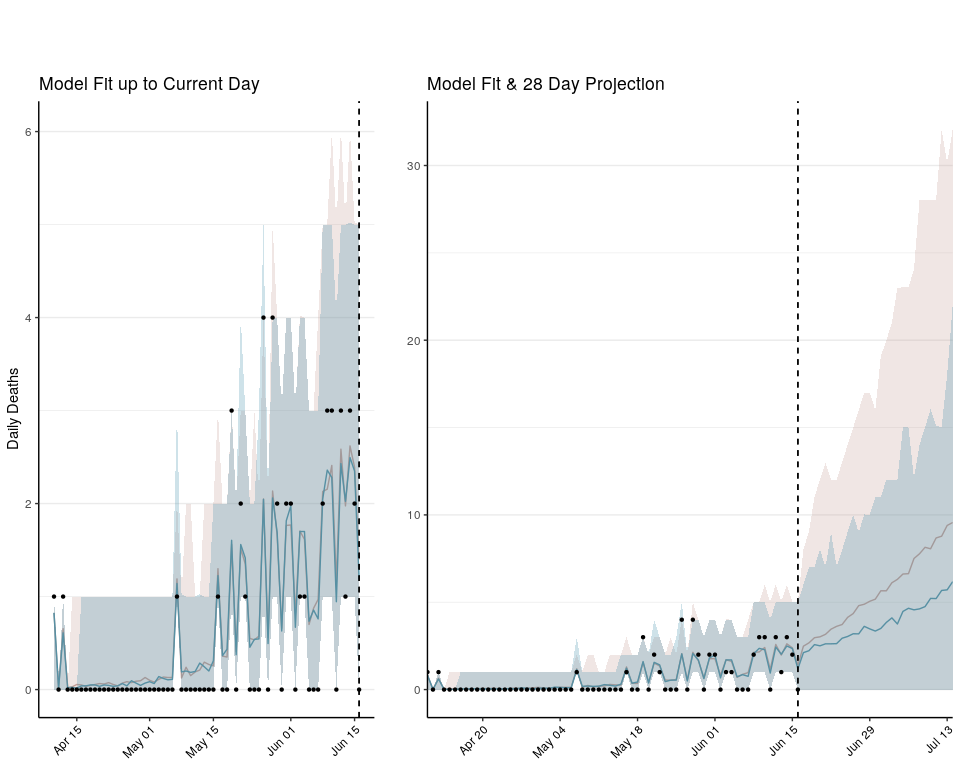 Model Fit up to Current Day
Model Fit & 28 Day Projection
Daily Deaths
6
4
2
0
Apr 15
May 01
May 15
Jun 01
Jun 15
30
20
10
0
Apr 20
May 04
May 18
Jun 01
Jun 15
Jun 29
Jul 13